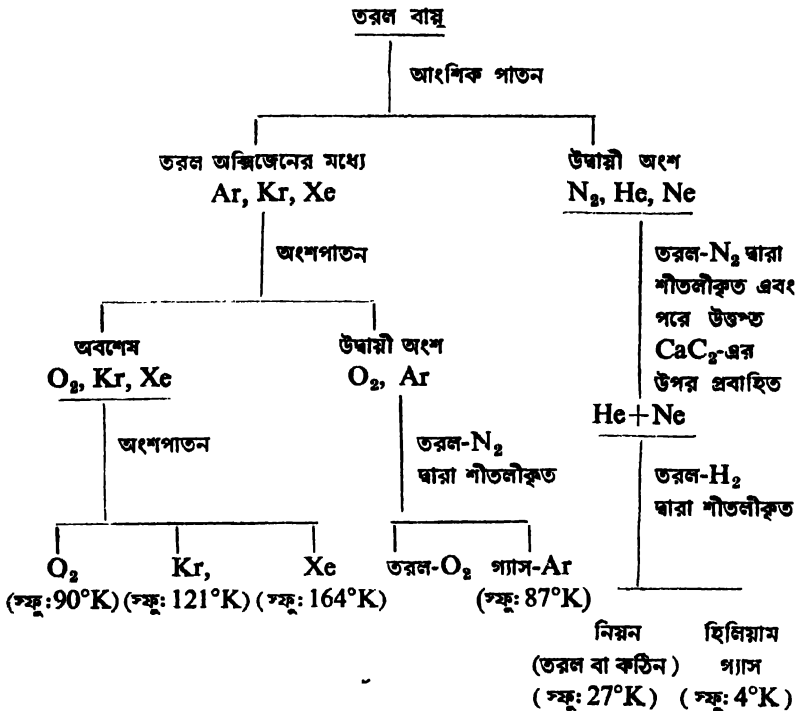 তরল বায়ু
আংশিক পাতন
তরল অক্সিজেনের মধ্যে
Ar, Kr, Xe
উদ্বায়ী অংশ
N₂, He, Ne
অংশপাতন
তরল-N₂ দ্বারা
শীতলীকৃত এবং
পরে উত্তপ্ত
CaC₂-এর
উপর প্রবাহিত
অবশেষ
O₂, Kr, Xe
উদ্বায়ী অংশ
O₂, Ar
He+Ne
অংশপাতন
তরল-N₂
দ্বারা শীতলীকৃত
তরল-H₂
দ্বারা শীতলীকৃত
O₂
(স্ফু: 90°K)
Kr,
(স্ফু: 121°K)
Xe
(স্ফু: 164°K)
তরল-O₂
গ্যাস-Ar
(স্ফু: 87°K)
নিয়ন
(তরল বা কঠিন)
(স্ফু: 27°K)
হিলিয়াম
গ্যাস
(স্ফু: 4°K)